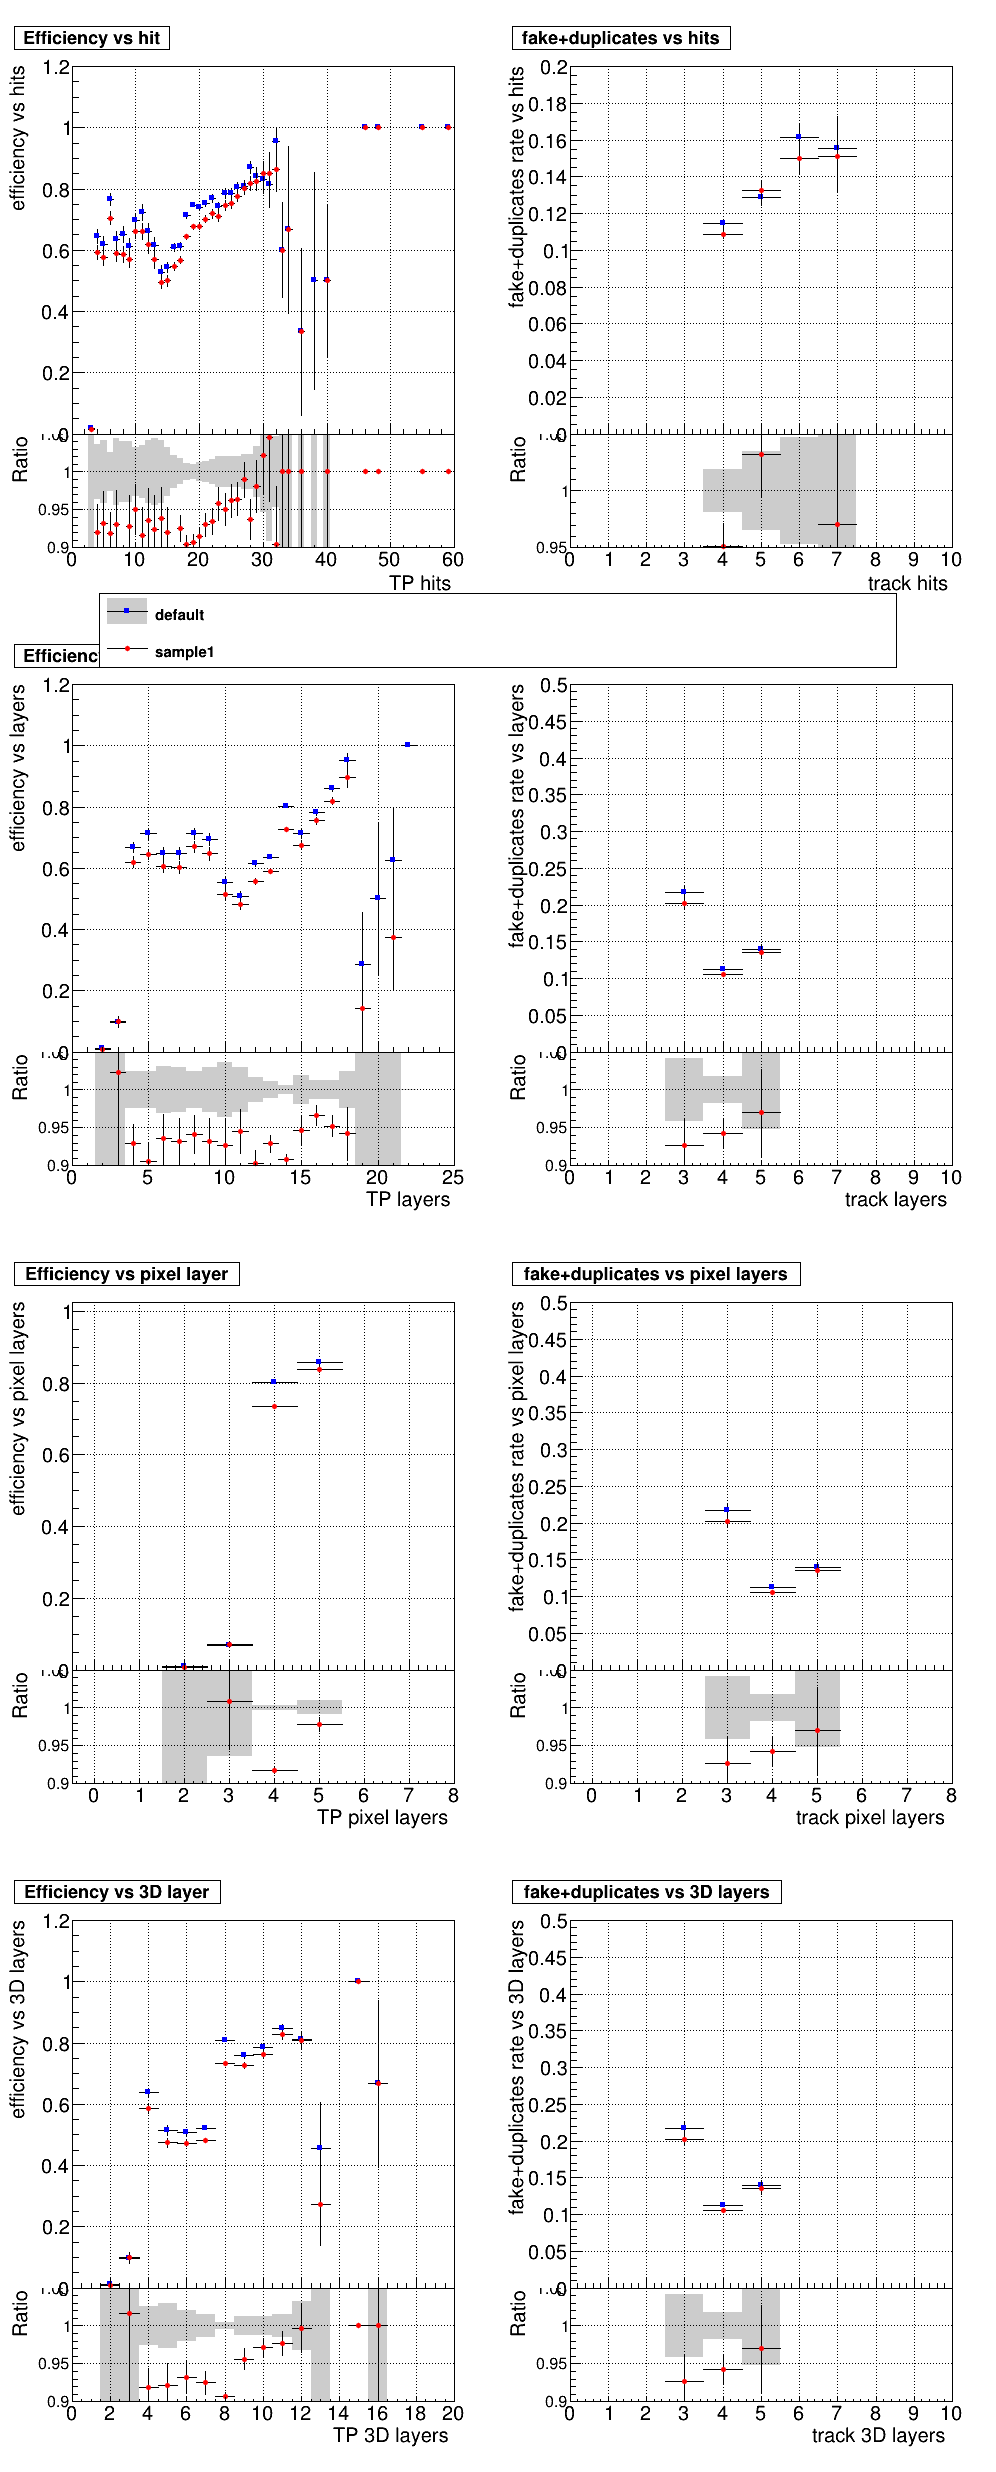 Efficiency vs hit
fake+duplicates vs hits
efficiency vs hits
1.2
1
0.8
0.6
0.4
0.2
0
Ratio
1
0.95
0.9
0 10 20 30 40 50 60
TP hits
fake+duplicates rate vs hits
0.2
0.18
0.16
0.14
0.12
0.1
0.08
0.06
0.04
0.02
0
Ratio
1
0.95
0 1 2 3 4 5 6 7 8 9 10
track hits
default
sample1
Efficienc
efficiency vs layers
1.2
1
0.8
0.6
0.4
0.2
0
Ratio
1
0.95
0.9
0 5 10 15 20 25
TP layers
fake+duplicates rate vs layers
0.5
0.45
0.4
0.35
0.3
0.25
0.2
0.15
0.1
0.05
0
Ratio
1
0.95
0.9
0 1 2 3 4 5 6 7 8 9 10
track layers
Efficiency vs pixel layer
fake+duplicates vs pixel layers
efficiency vs pixel layers
1
0.8
0.6
0.4
0.2
0
Ratio
1
0.95
0.9
0 1 2 3 4 5 6 7 8
TP pixel layers
fake+duplicates rate vs pixel layers
0.5
0.45
0.4
0.35
0.3
0.25
0.2
0.15
0.1
0.05
0
Ratio
1
0.95
0.9
0 1 2 3 4 5 6 7 8
track pixel layers
Efficiency vs 3D layer
fake+duplicates vs 3D layers
efficiency vs 3D layers
1.2
1
0.8
0.6
0.4
0.2
0
Ratio
1
0.95
0.9
0 2 4 6 8 10 12 14 16 18 20
TP 3D layers
fake+duplicates rate vs 3D layers
0.5
0.45
0.4
0.35
0.3
0.25
0.2
0.15
0.1
0.05
0
Ratio
1
0.95
0.9
0 1 2 3 4 5 6 7 8 9 10
track 3D layers